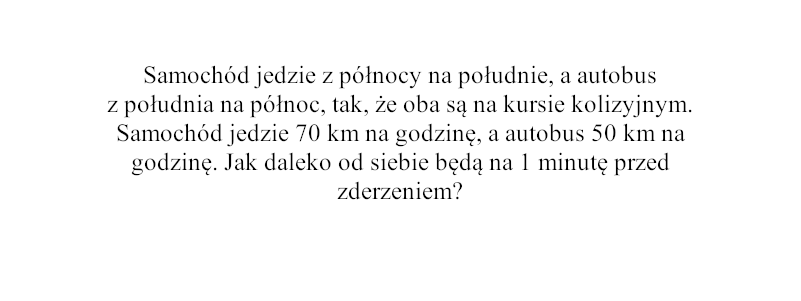 Samochód jedzie z północy na południe, a autobus
z południa na północ, tak, że oba są na kursie kolizyjnym.
Samochód jedzie 70 km na godzinę, a autobus 50 km na
godzinę. Jak daleko od siebie będą na 1 minutę przed
zderzeniem?